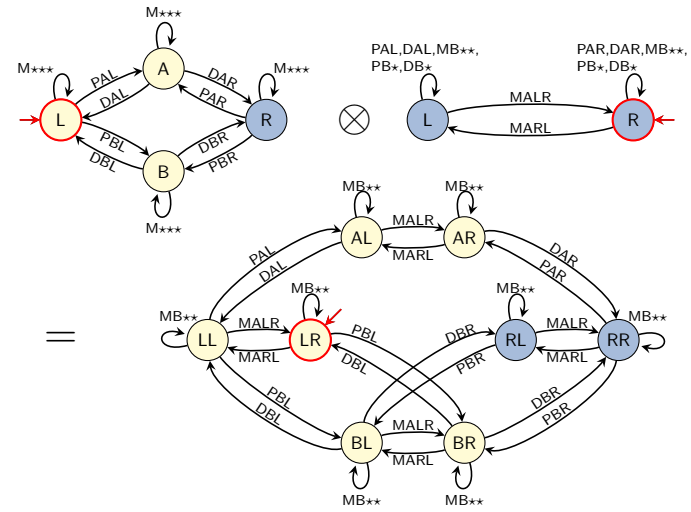 M⋆⋆⋆
PAL,DAL,MB⋆⋆,
PB⋆,DB⋆
PAR,DAR,MB⋆⋆,
PB⋆,DB⋆
M⋆⋆⋆
PAL
A
DAR
M⋆⋆⋆
DAL
PAR
MALR
L
R
⊗
L
R
MARL
PBL
DBR
DBL
B
PBR
M⋆⋆⋆
MB⋆⋆
MB⋆⋆
MALR
AL
AR
MARL
PAL
DAR
DAL
PAR
=
MB⋆⋆
MB⋆⋆
MB⋆⋆
MB⋆⋆
MALR
PBL
DBR
MALR
LL
LR
RL
RR
MARL
DBL
PBR
MARL
PBL
DBR
DBL
PBR
MALR
BL
BR
MARL
MB⋆⋆
MB⋆⋆